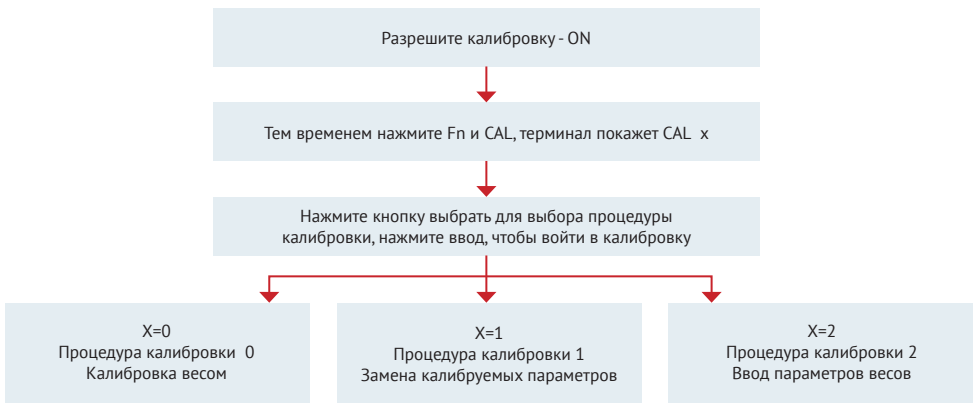 Разрешите калибровку - ON
Тем временем нажмите Fn и CAL, терминал покажет CAL x
Нажмите кнопку выбрать для выбора процедуры
калибровки, нажмите ввод, чтобы войти в калибровку
X=0
Процедура калибровки 0
Калибровка весом
X=1
Процедура калибровки 1
Замена калибруемых параметров
X=2
Процедура калибровки 2
Ввод параметров весов